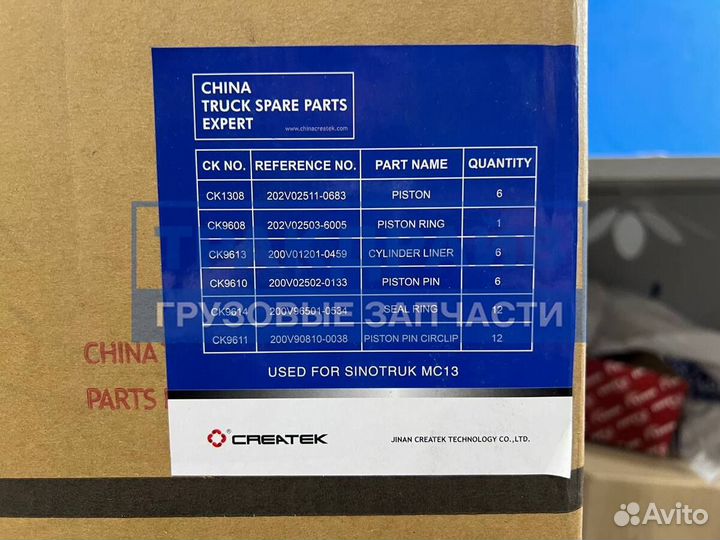 CHINA
TRUCK SPARE PARTS
EXPERT
www.chinacreatek.com
CK NO. REFERENCE NO. PART NAME QUANTITY
CK1308 202V02511-0683 PISTON 6
CK9608 202V02503-6005 PISTON RING 1
CK9613 200V01201-0459 CYLINDER LINER 6
CK9610 200V02502-0133 PISTON PIN 6
ГРУЗОВЫЕ ЗАПЧАСТИ
CK9614 200V96501-0534 SEAL RING 12
CK9611 200V90810-0038 PISTON PIN CIRCLIP 12
USED FOR SINOTRUK MC13
CHINA
PARTS
CREATEK
JINAN CREATEK TECHNOLOGY CO.,LTD.
Avito